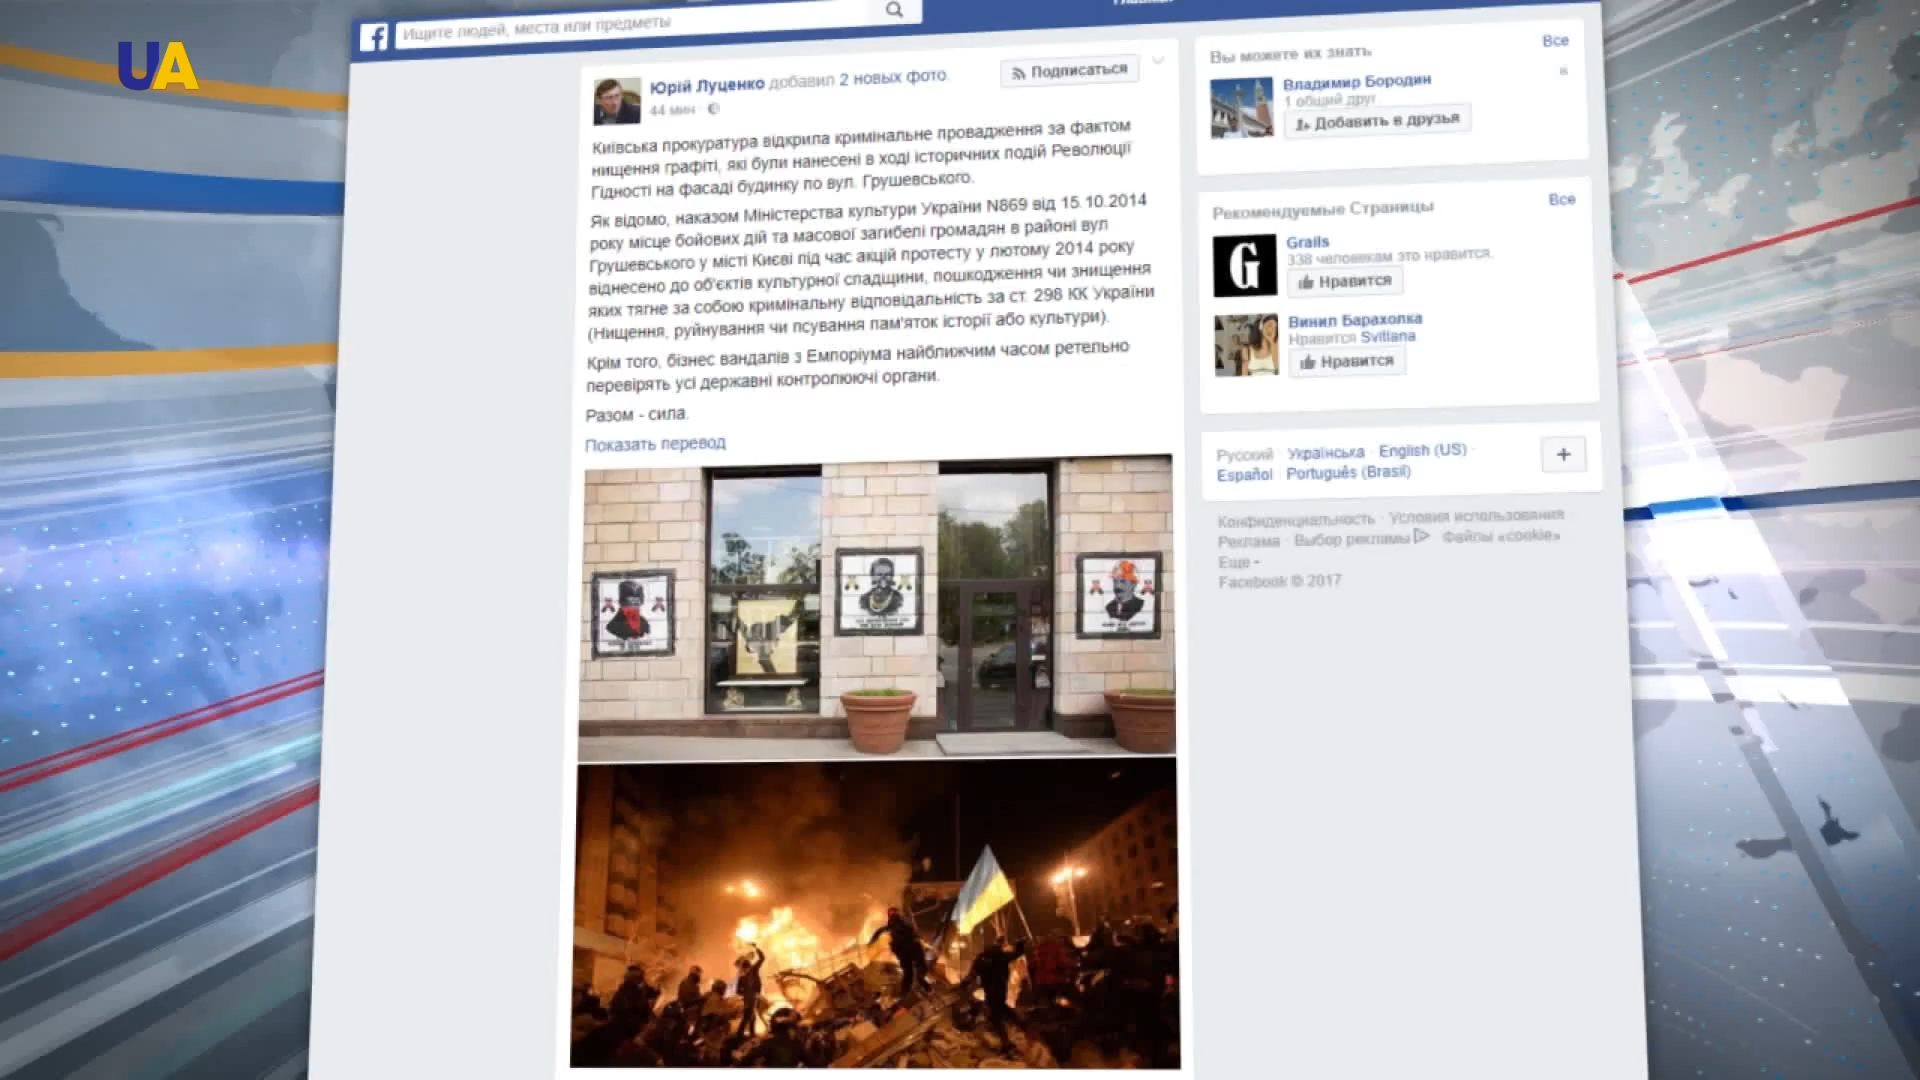 UA
Ищите людей, места или предметы
Юрій Луценко добавил 2 новых фото.
44 мин
Подписаться
Київська прокуратура відкрила кримінальне провадження за фактом
нищення графіті, які були нанесені в ході історичних подій Революції
Гідності на фасаді будинку по вул. Грушевського.
Як відомо, наказом Міністерства культури України N869 від 15.10.2014
року місце бойових дій та масової загибелі громадян в районі вул
Грушевського у місті Києві під час акцій протесту у лютому 2014 року
віднесено до об'єктів культурної спадщини, пошкодження чи знищення
яких тягне за собою кримінальну відповідальність за ст. 298 КК України
(Нищення, руйнування чи псування пам'яток історії або культури).
Крім того, бізнес вандалів з Емпоріума найближчим часом ретельно
перевірять усі державні контролюючі органи.
Разом - сила.
Показать перевод
Вы можете их знать
Все
Владимир Бородин
1 общий друг
Добавить в друзья
Рекомендуемые Страницы
Все
G
Grails
338 человекам это нравится.
Нравится
Винил Барахолка
Нравится Svitlana
Нравится
Русский · Українська · English (US) ·
Español · Português (Brasil)
+
Конфиденциальность · Условия использования
Реклама · Выбор рекламы · Файлы «cookie»
Еще
Facebook © 2017